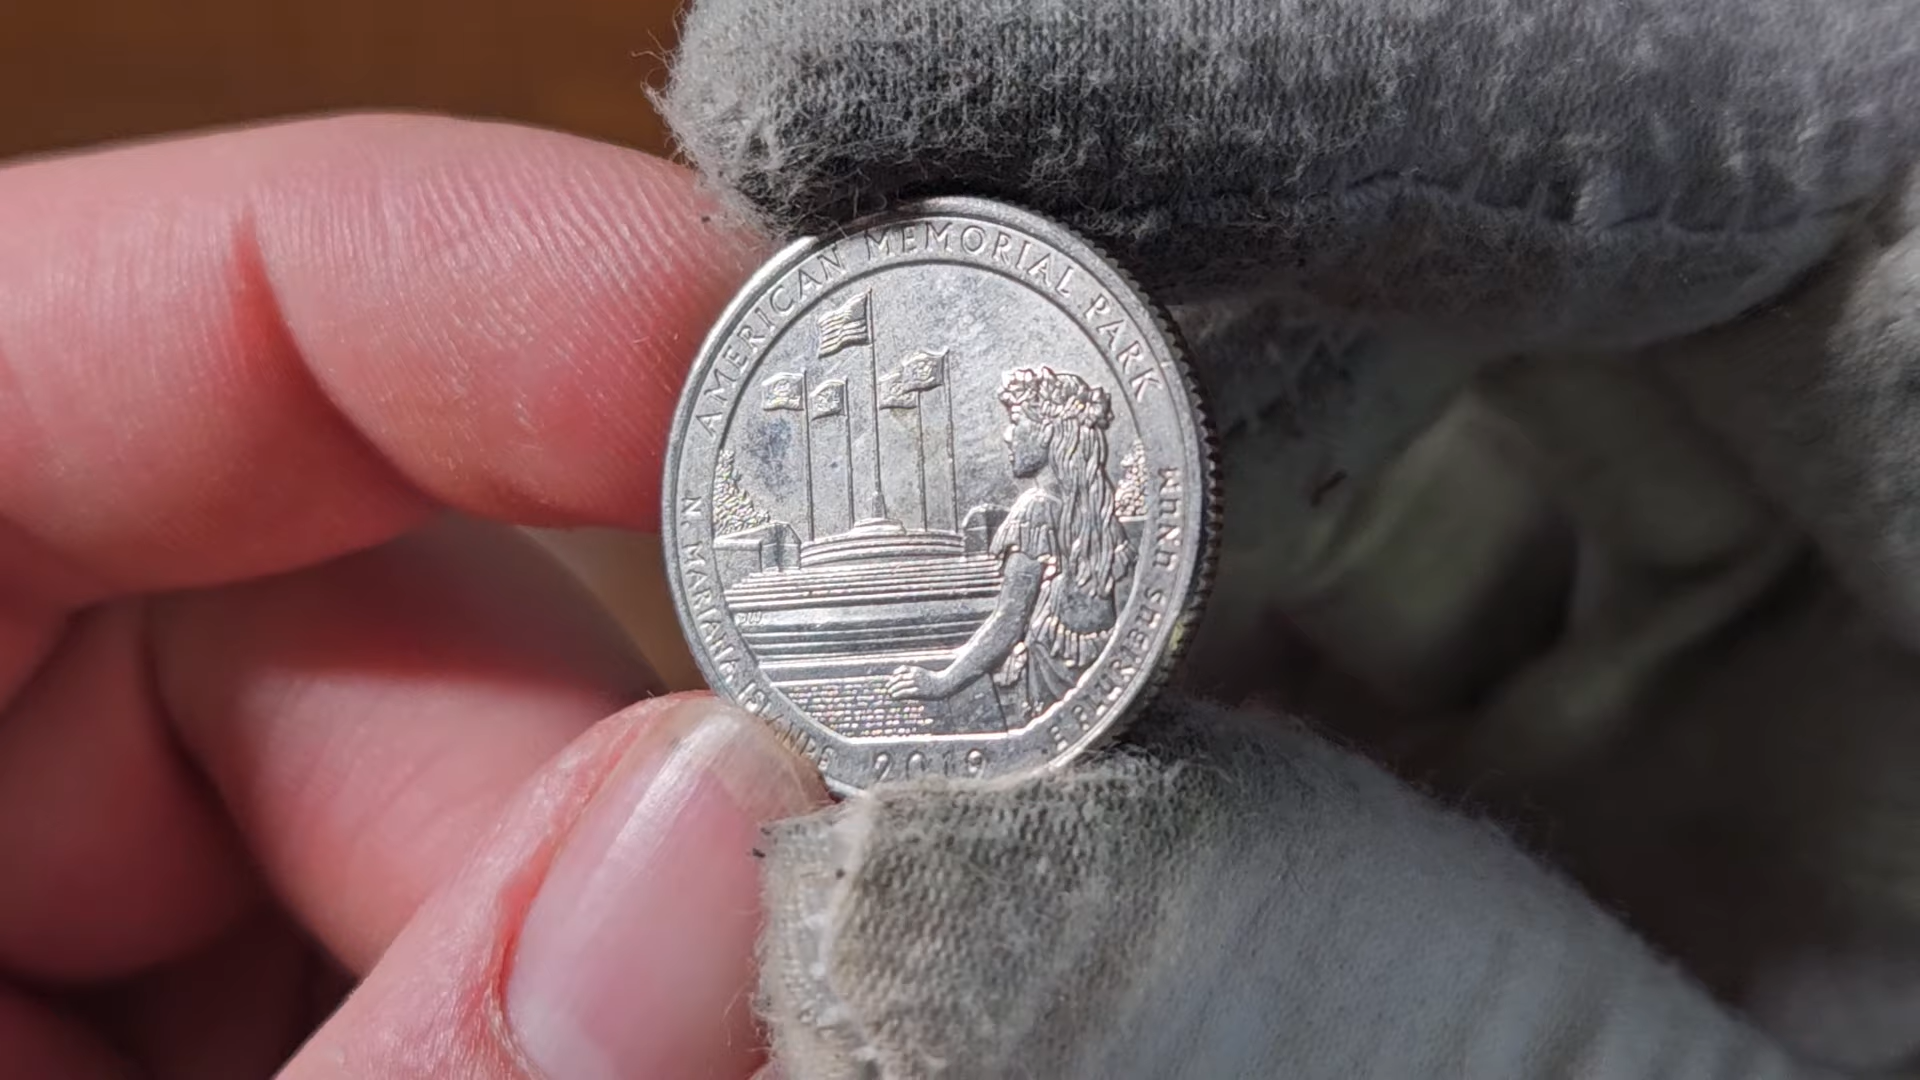 AMERICAN MEMORIAL PARK
N. MARIANA ISLANDS
2019
E PLURIBUS UNUM